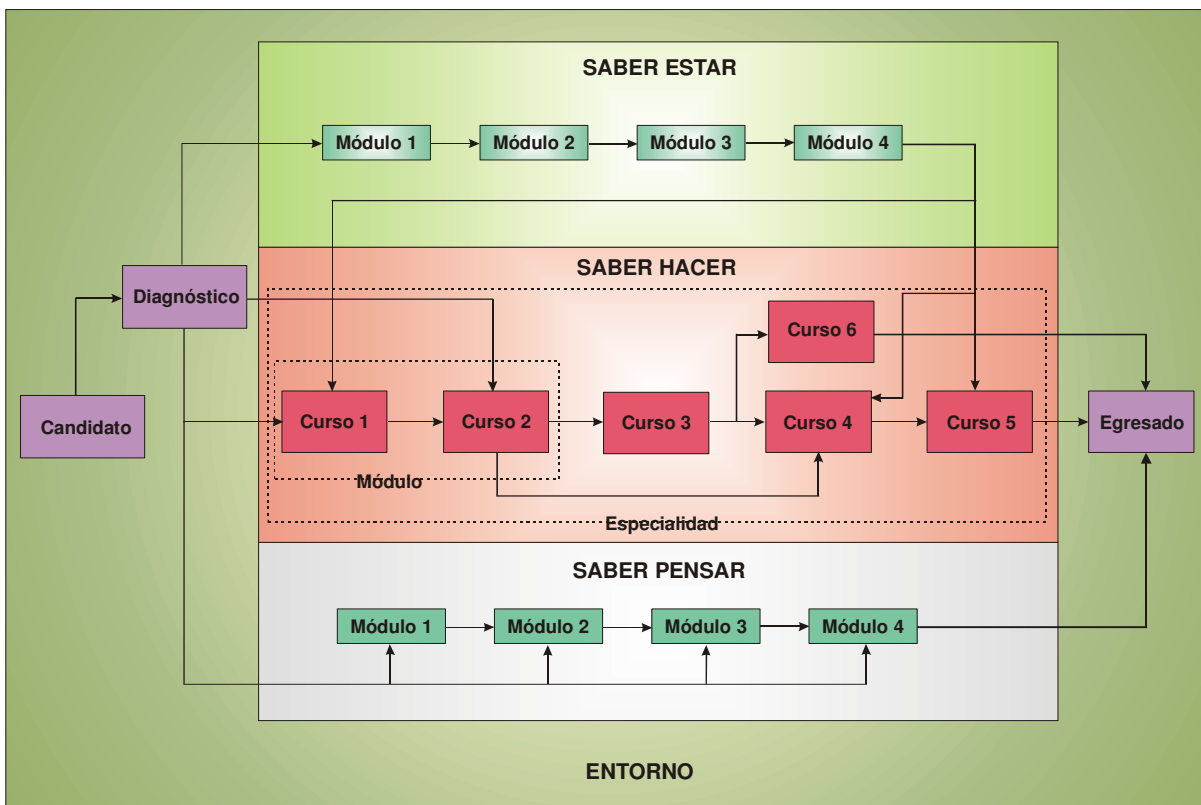 SABER ESTAR
Módulo 1
Módulo 2
Módulo 3
Módulo 4
SABER HACER
Diagnóstico
Curso 6
Candidato
Curso 1
Curso 2
Curso 3
Curso 4
Curso 5
Egresado
Módulo
Especialidad
SABER PENSAR
Módulo 1
Módulo 2
Módulo 3
Módulo 4
ENTORNO